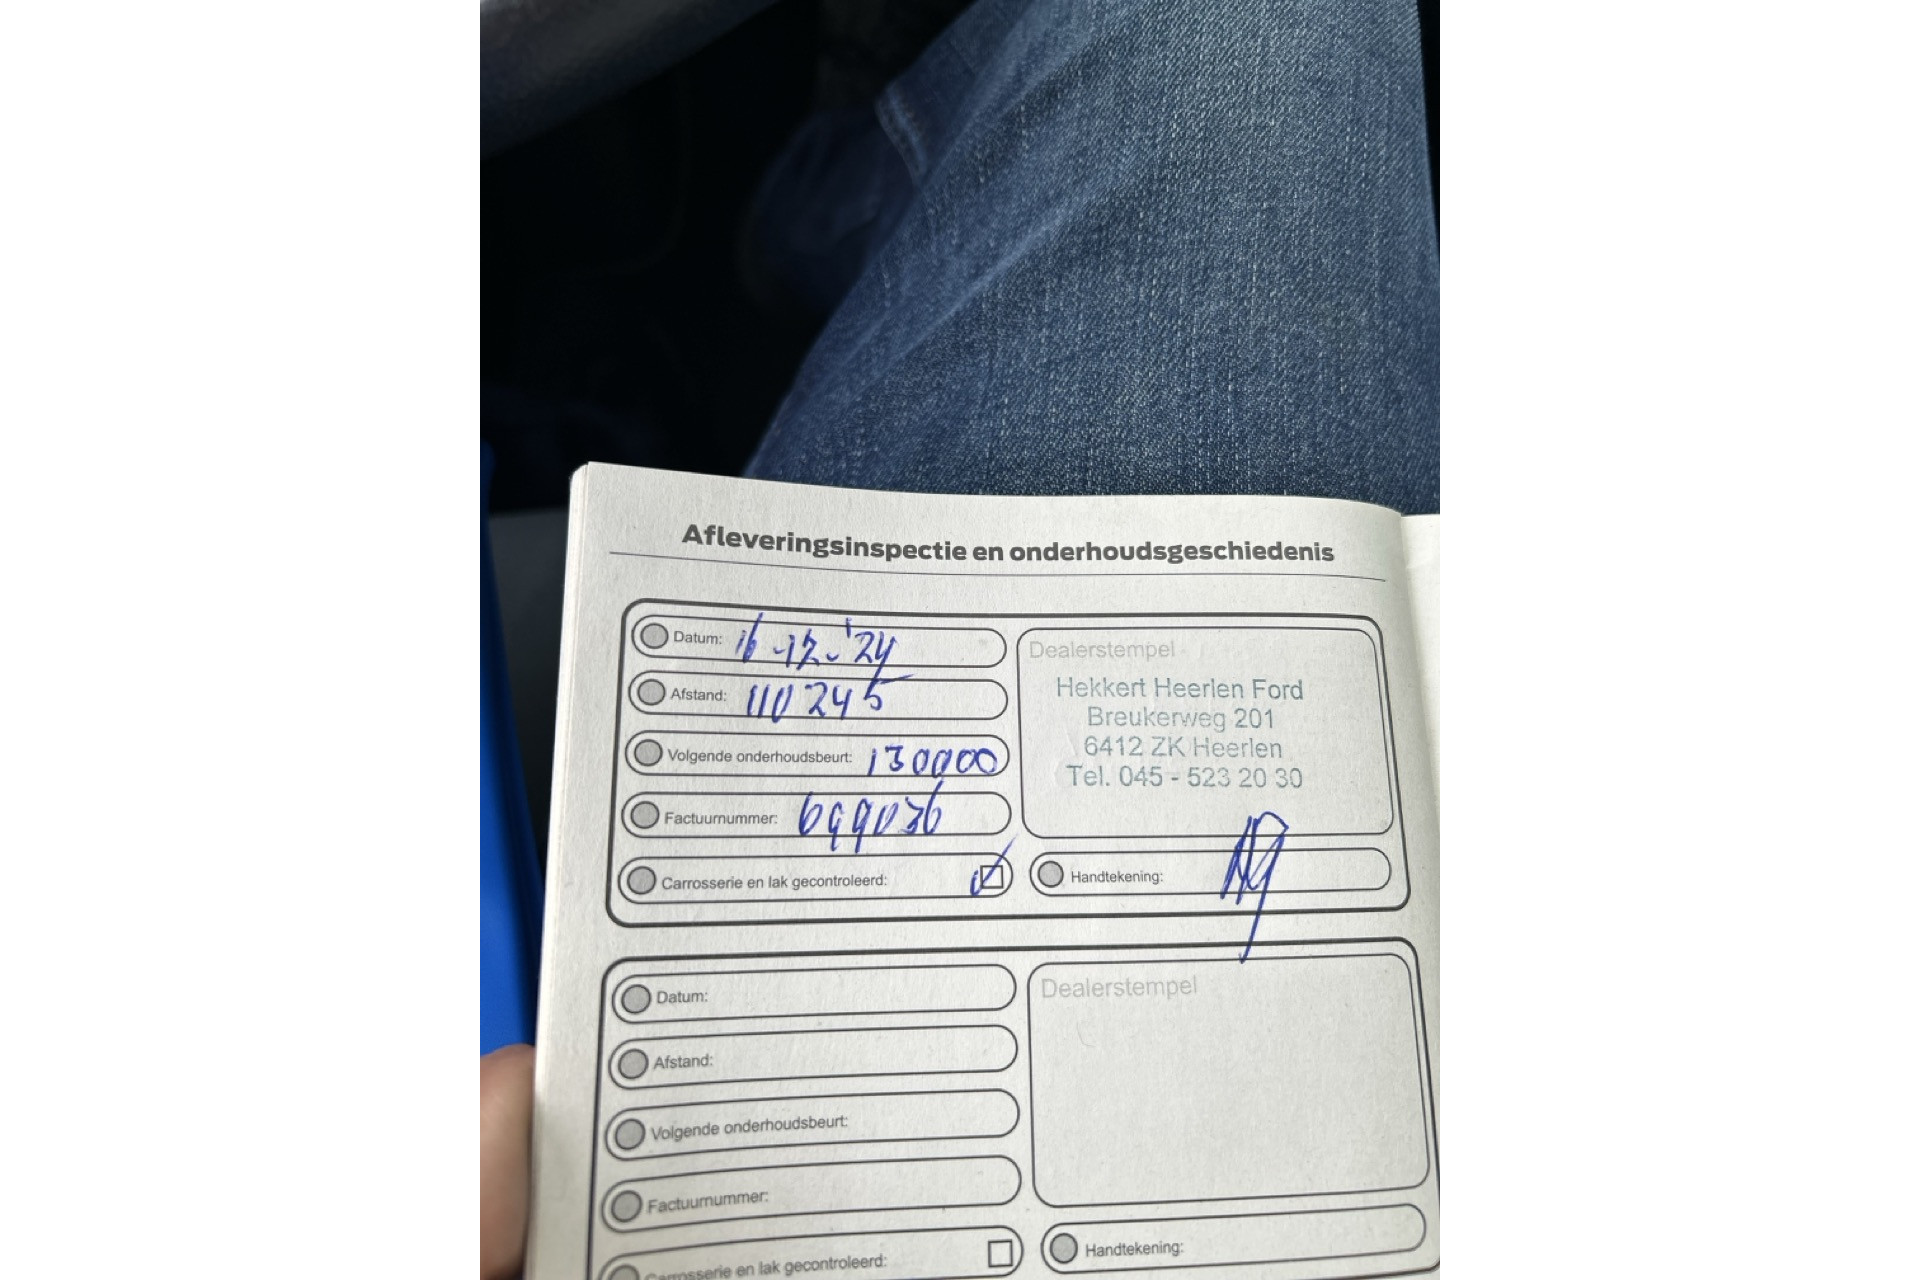 Afleveringsinspectie en onderhoudsgeschiedenis
Datum: 16-12-'24
Afstand: 110245
Volgende onderhoudsbeurt: 130000
Factuurnummer: 699036
Carrosserie en lak gecontroleerd:
Dealerstempel
Hekkert Heerlen Ford
Breukerweg 201
6412 ZK Heerlen
Tel. 045 - 523 20 30
Handtekening:
Datum:
Afstand:
Volgende onderhoudsbeurt:
Factuurnummer:
Carrosserie en lak gecontroleerd:
Dealerstempel
Handtekening: